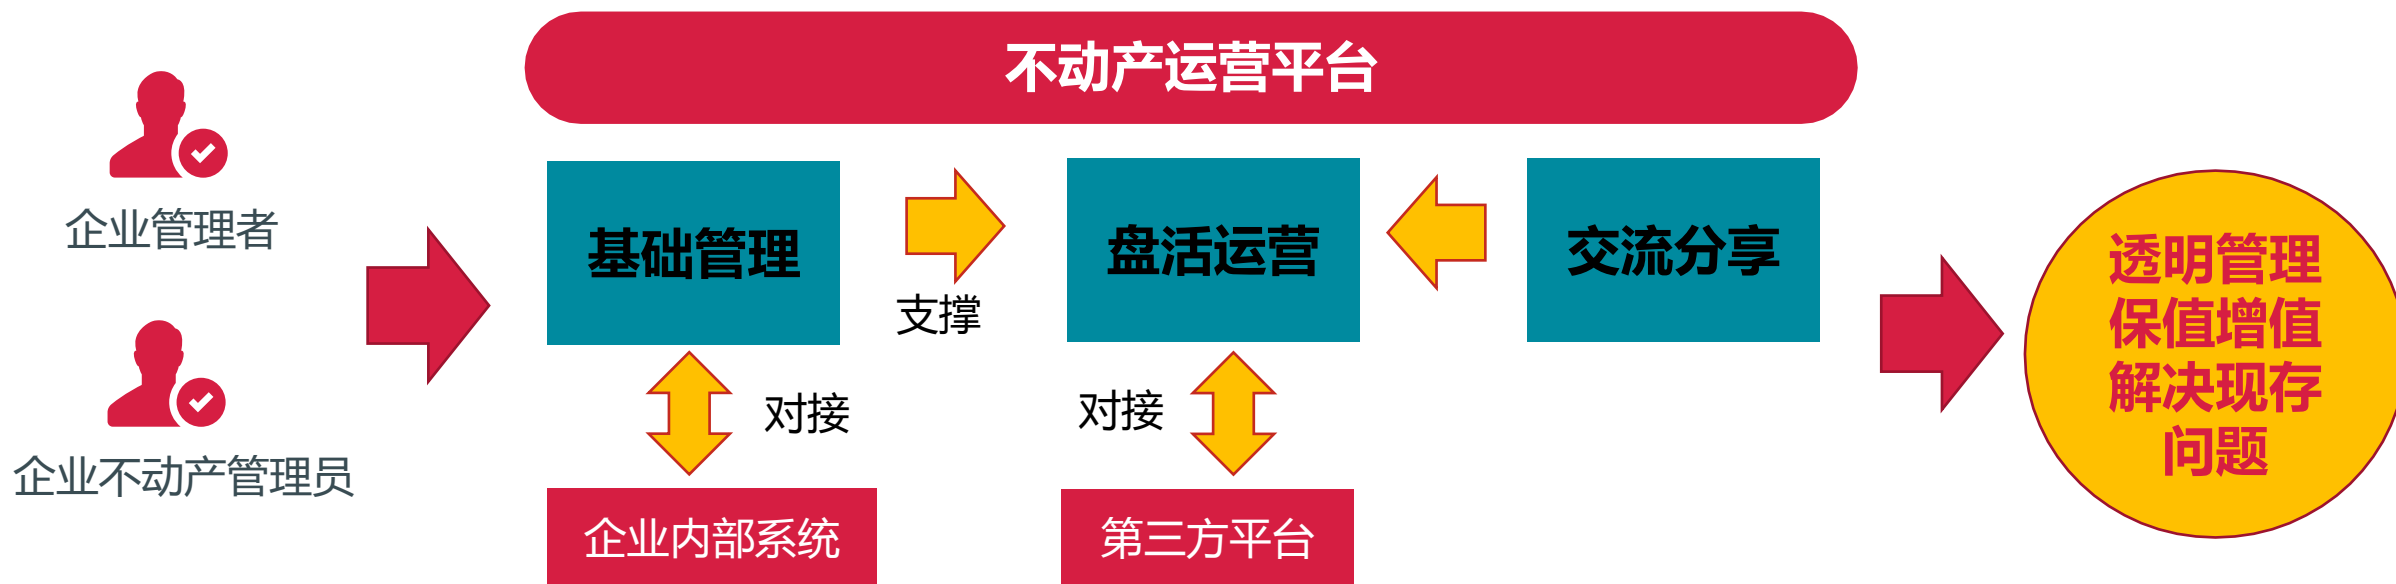 不动产运营平台
企业管理者
企业不动产管理员
基础管理
支撑
盘活运营
交流分享
对接
对接
企业内部系统
第三方平台
透明管理
保值增值
解决现存
问题